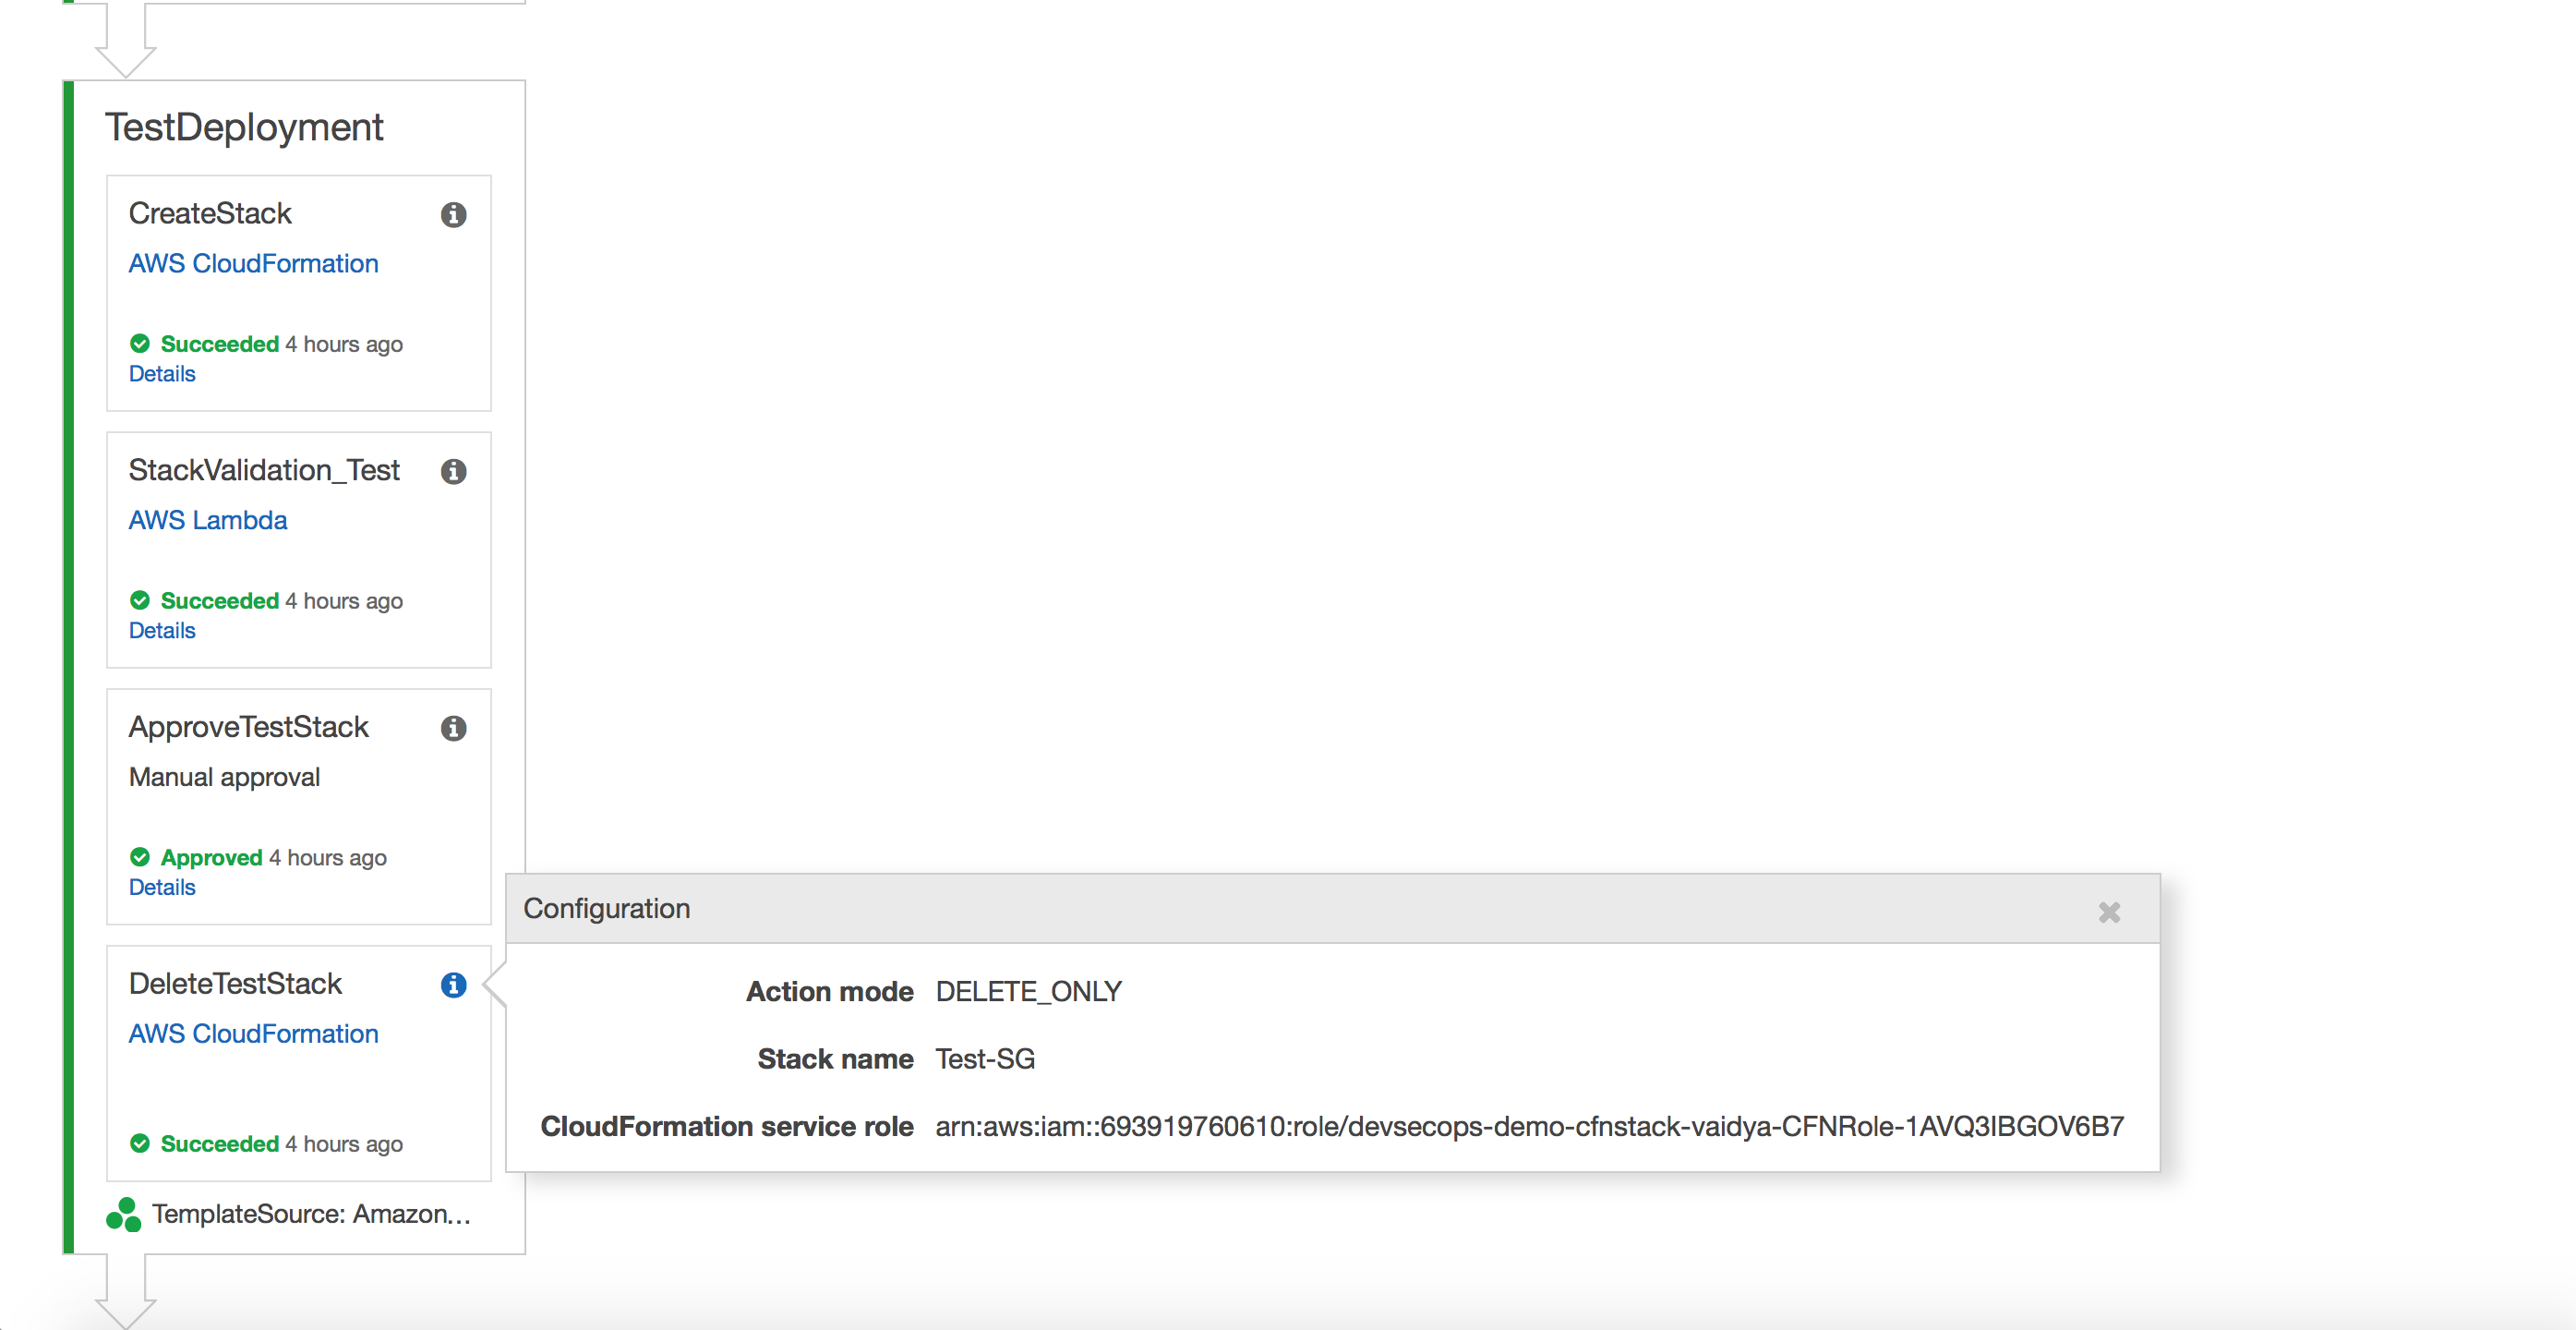 TestDeployment
CreateStack
AWS CloudFormation
Succeeded 4 hours ago
Details
StackValidation_Test
AWS Lambda
Succeeded 4 hours ago
Details
ApproveTestStack
Manual approval
Approved 4 hours ago
Details
DeleteTestStack
AWS CloudFormation
Succeeded 4 hours ago
TemplateSource: Amazon...
Configuration
Action mode DELETE_ONLY
Stack name Test-SG
CloudFormation service role arn:aws:iam::693919760610:role/devsecops-demo-cfnstack-vaidya-CFNRole-1AVQ3IBGOV6B7